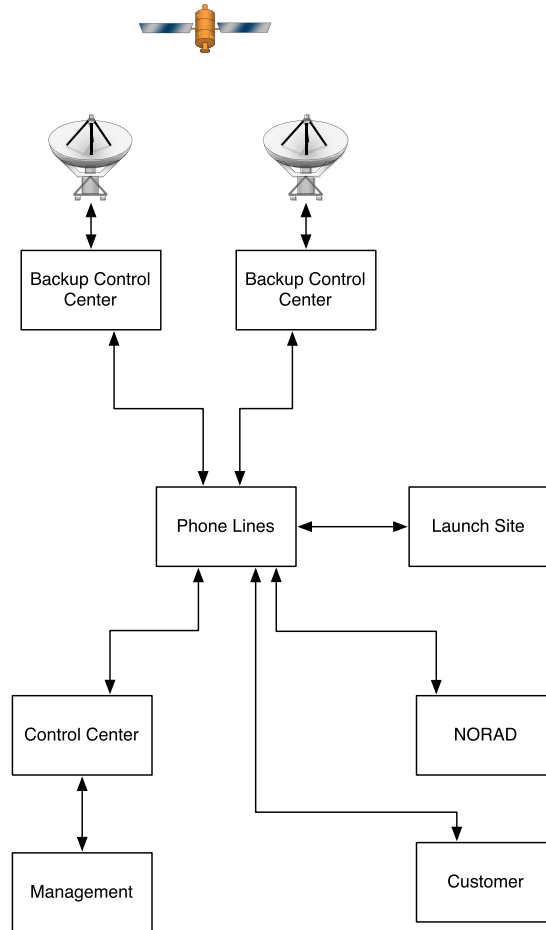 Backup Control
Center
Backup Control
Center
Phone Lines
Launch Site
Control Center
NORAD
Management
Customer